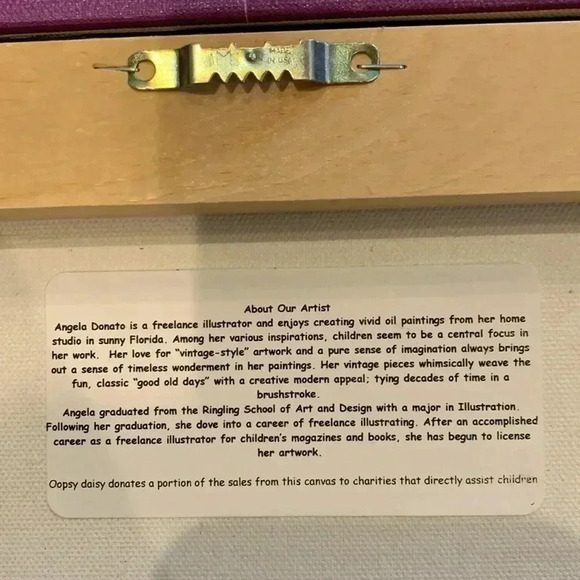 MADE
IN USA
About Our Artist
Angela Donato is a freelance illustrator and enjoys creating vivid oil paintings from her home
studio in sunny Florida. Among her various inspirations, children seem to be a central focus in
her work. Her love for "vintage-style" artwork and a pure sense of imagination always brings
out a sense of timeless wonderment in her paintings. Her vintage pieces whimsically weave the
fun, classic "good old days" with a creative modern appeal; tying decades of time in a
brushstroke.
Angela graduated from the Ringling School of Art and Design with a major in Illustration.
Following her graduation, she dove into a career of freelance illustrating. After an accomplished
career as a freelance illustrator for children's magazines and books, she has begun to license
her artwork.
Oopsy daisy donates a portion of the sales from this canvas to charities that directly assist children